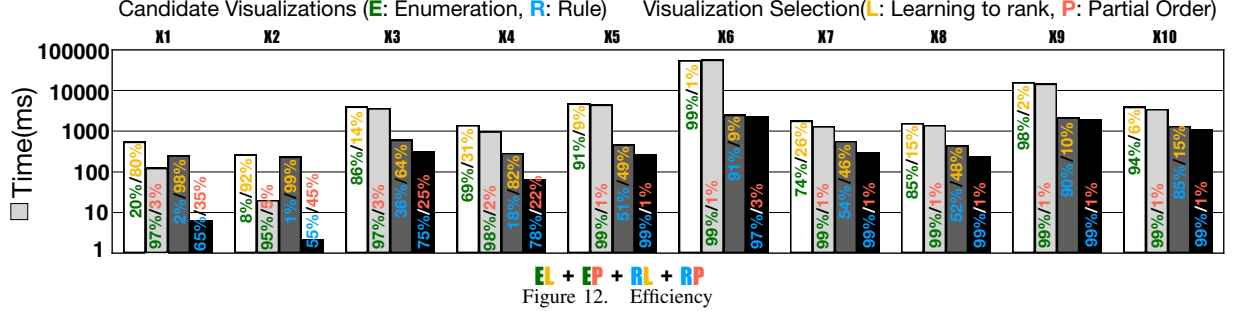 Candidate Visualizations (E: Enumeration, R: Rule) Visualization Selection(L: Learning to rank, P: Partial Order)
X1 X2 X3 X4 X5 X6 X7 X8 X9 X10
100000
10000
1000
100
10
1
Time(ms)
20%/80% 97%/3% 2%/98% 65%/35%
8%/92% 95%/5% 1%/99% 55%/45%
86%/14% 97%/3% 36%/64% 75%/25%
69%/31% 98%/2% 18%/82% 78%/22%
91%/9% 99%/1% 51%/49% 99%/1%
99%/1% 99%/1% 91%/9% 97%/3%
74%/26% 99%/1% 54%/46% 99%/1%
85%/15% 99%/1% 52%/48% 99%/1%
98%/2% 99%/1% 90%/10% 99%/1%
94%/6% 99%/1% 85%/15% 99%/1%
EL + EP + RL + RP
Figure 12. Efficiency